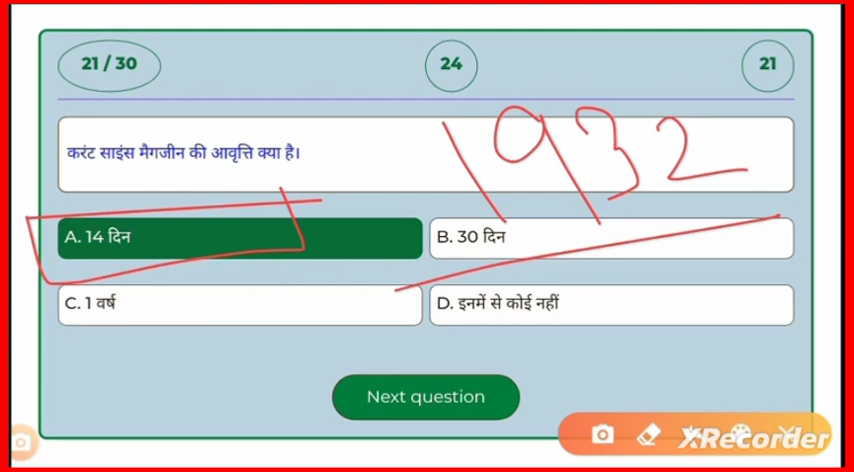 21 / 30
24
21
1932
करंट साइंस मैगजीन की आवृत्ति क्या है।
A. 14 दिन
B. 30 दिन
C. 1 वर्ष
D. इनमें से कोई नहीं
Next question
XRecorder